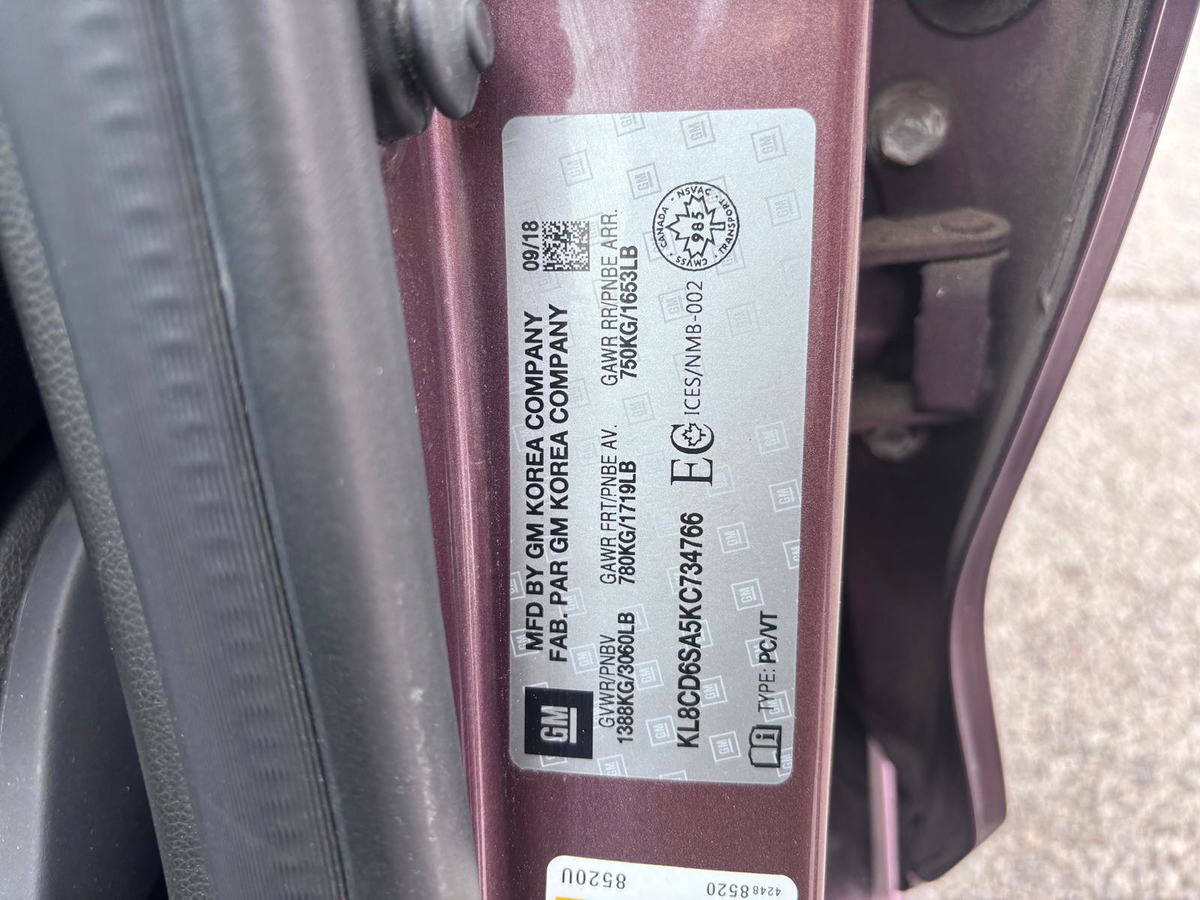 GM
MFD BY GM KOREA COMPANY 09/18
FAB. PAR GM KOREA COMPANY
GVWR/PNBV GAWR FRT/PNBE AV. GAWR RR/PNBE ARR.
1388KG/3060LB 780KG/1719LB 750KG/1653LB
KL8CD6SA5KC734766 ICES/NMB-002
CANADA · NSVAC · TRANSPORT · CMVSS
985
TYPE: PC/VT
8520U
42488520